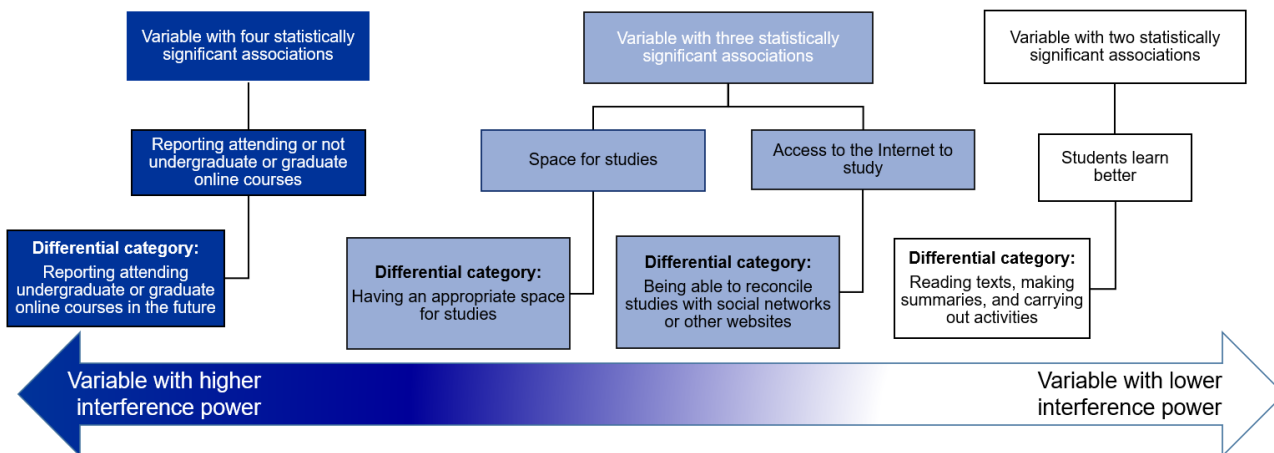 Variable with four statistically
significant associations
Variable with three statistically
significant associations
Variable with two statistically
significant associations
Reporting attending or not
undergraduate or graduate
online courses
Space for studies
Access to the Internet to
study
Students learn
better
Differential category:
Reporting attending
undergraduate or graduate
online courses in the future
Differential category:
Having an appropriate space
for studies
Differential category:
Being able to reconcile
studies with social networks
or other websites
Differential category:
Reading texts, making
summaries, and carrying
out activities
Variable with higher
interference power
Variable with lower
interference power